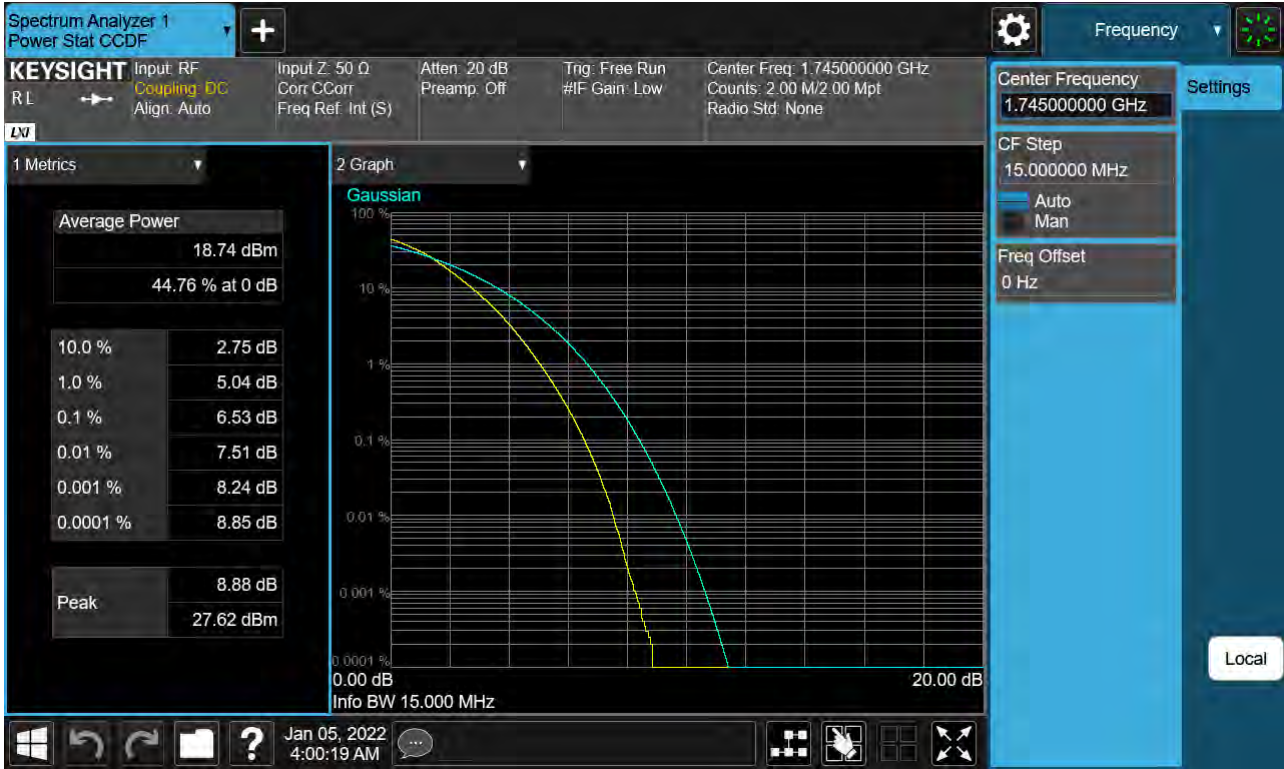 Spectrum Analyzer 1
Power Stat CCDF
Frequency
KEYSIGHT
R L
LXI
Input: RF
Coupling: DC
Align: Auto
Input Z: 50 Ω
Corr CCorr
Freq Ref: Int (S)
Atten: 20 dB
Preamp: Off
Trig: Free Run
#IF Gain: Low
Center Freq: 1.745000000 GHz
Counts: 2.00 M/2.00 Mpt
Radio Std: None
Center Frequency
1.745000000 GHz
Settings
CF Step
15.000000 MHz
Auto
Man
Freq Offset
0 Hz
1 Metrics
Average Power
18.74 dBm
44.76 % at 0 dB
10.0 % 2.75 dB
1.0 % 5.04 dB
0.1 % 6.53 dB
0.01 % 7.51 dB
0.001 % 8.24 dB
0.0001 % 8.85 dB
Peak
8.88 dB
27.62 dBm
2 Graph
Gaussian
100 %
10 %
1 %
0.1 %
0.01 %
0.001 %
0.0001 %
0.00 dB 20.00 dB
Info BW 15.000 MHz
Local
?
Jan 05, 2022
4:00:19 AM